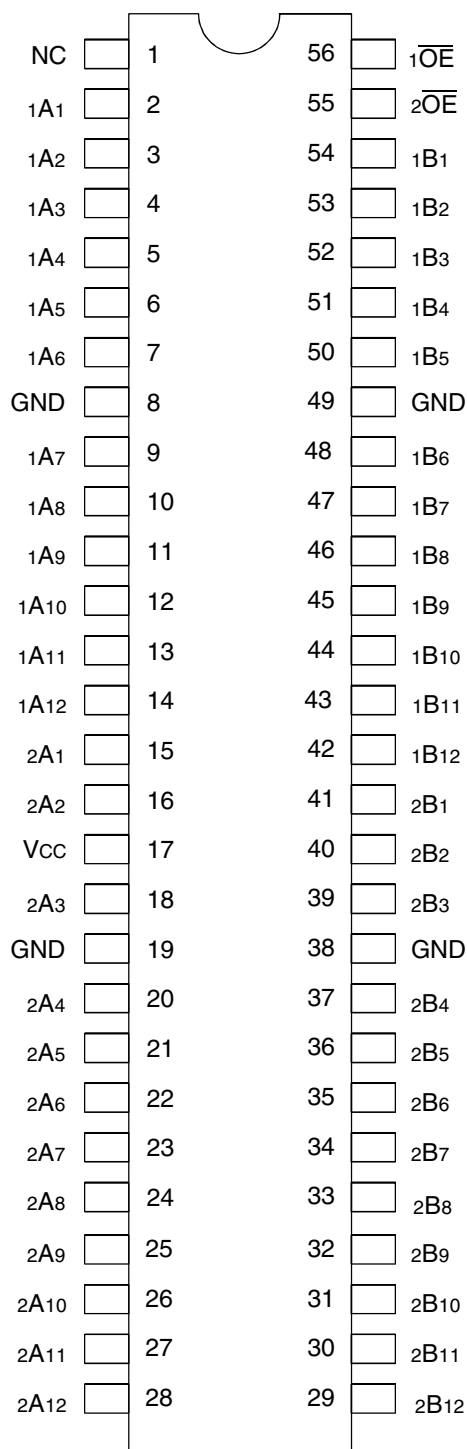 NC 1 56 1OE
1A1 2 55 2OE
1A2 3 54 1B1
1A3 4 53 1B2
1A4 5 52 1B3
1A5 6 51 1B4
1A6 7 50 1B5
GND 8 49 GND
1A7 9 48 1B6
1A8 10 47 1B7
1A9 11 46 1B8
1A10 12 45 1B9
1A11 13 44 1B10
1A12 14 43 1B11
2A1 15 42 1B12
2A2 16 41 2B1
VCC 17 40 2B2
2A3 18 39 2B3
GND 19 38 GND
2A4 20 37 2B4
2A5 21 36 2B5
2A6 22 35 2B6
2A7 23 34 2B7
2A8 24 33 2B8
2A9 25 32 2B9
2A10 26 31 2B10
2A11 27 30 2B11
2A12 28 29 2B12